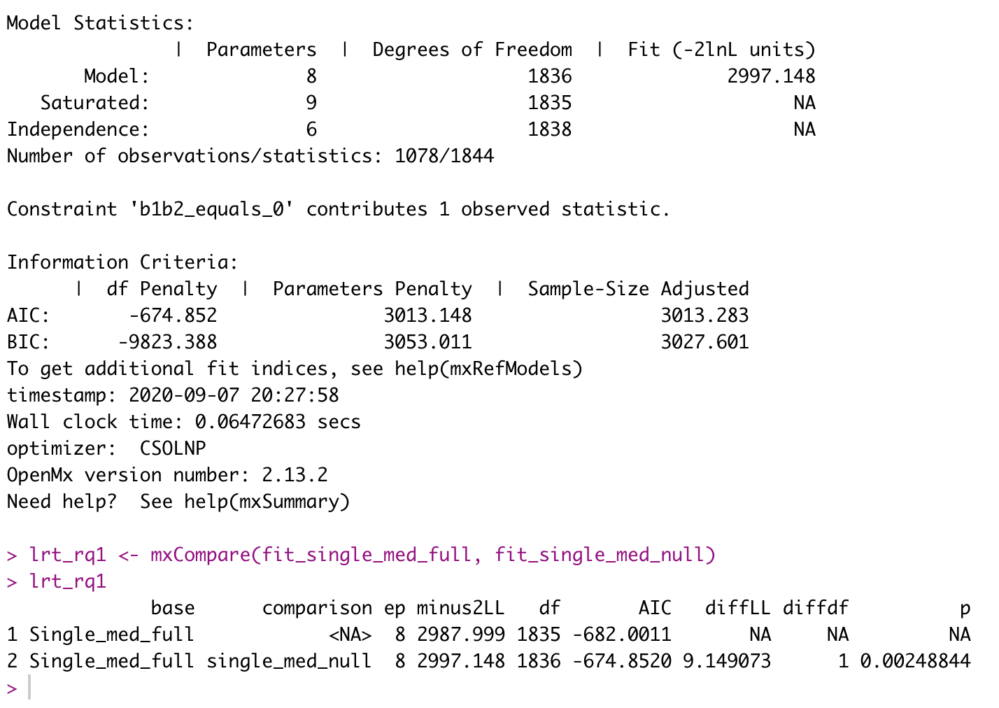 Model Statistics:
               |  Parameters  |  Degrees of Freedom  |  Fit (-2lnL units)
       Model:              8                   1836              2997.148
   Saturated:              9                   1835                    NA
Independence:              6                   1838                    NA
Number of observations/statistics: 1078/1844

Constraint 'b1b2_equals_0' contributes 1 observed statistic.

Information Criteria:
      |  df Penalty  |  Parameters Penalty  |  Sample-Size Adjusted
AIC:       -674.852               3013.148                 3013.283
BIC:      -9823.388               3053.011                 3027.601
To get additional fit indices, see help(mxRefModels)
timestamp: 2020-09-07 20:27:58
Wall clock time: 0.06472683 secs
optimizer:  CSOLNP
OpenMx version number: 2.13.2
Need help?  See help(mxSummary)

> lrt_rq1 <- mxCompare(fit_single_med_full, fit_single_med_null)
> lrt_rq1
             base      comparison ep minus2LL   df       AIC   diffLL diffdf          p
1 Single_med_full            <NA>  8 2987.999 1835 -682.0011       NA     NA         NA
2 Single_med_full single_med_null  8 2997.148 1836 -674.8520 9.149073      1 0.00248844
>